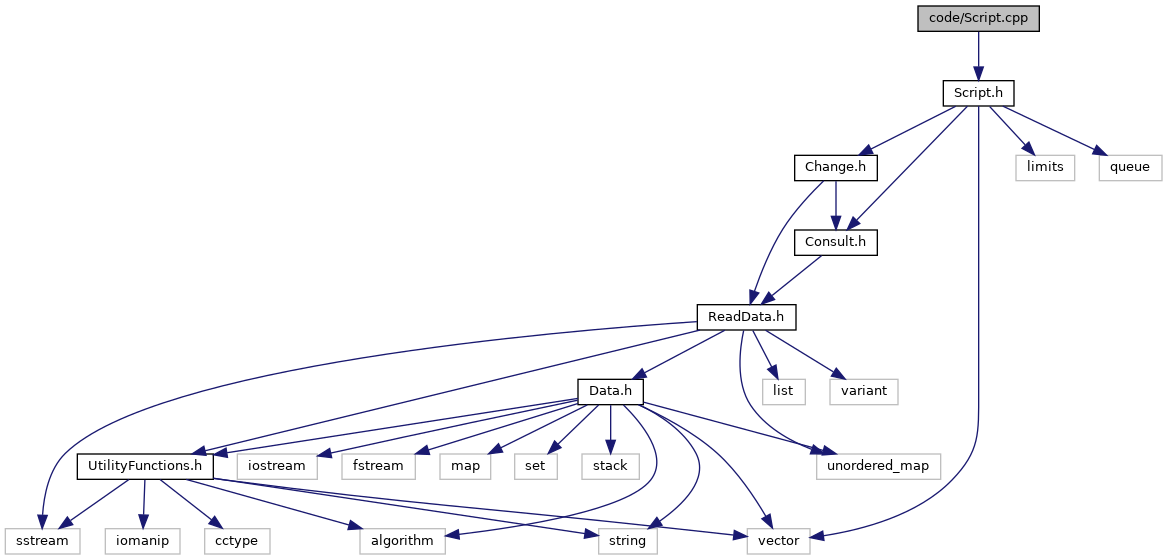 code/Script.cpp
Script.h
Change.h
limits
queue
Consult.h
ReadData.h
Data.h
list
variant
UtilityFunctions.h
iostream
fstream
map
set
stack
unordered_map
sstream
iomanip
cctype
algorithm
string
vector